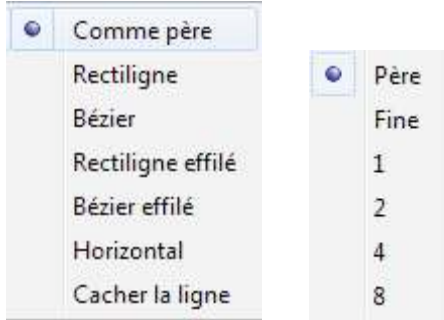 Comme père
Rectiligne
Bézier
Rectiligne effilé
Bézier effilé
Horizontal
Cacher la ligne
Père
Fine
1
2
4
8